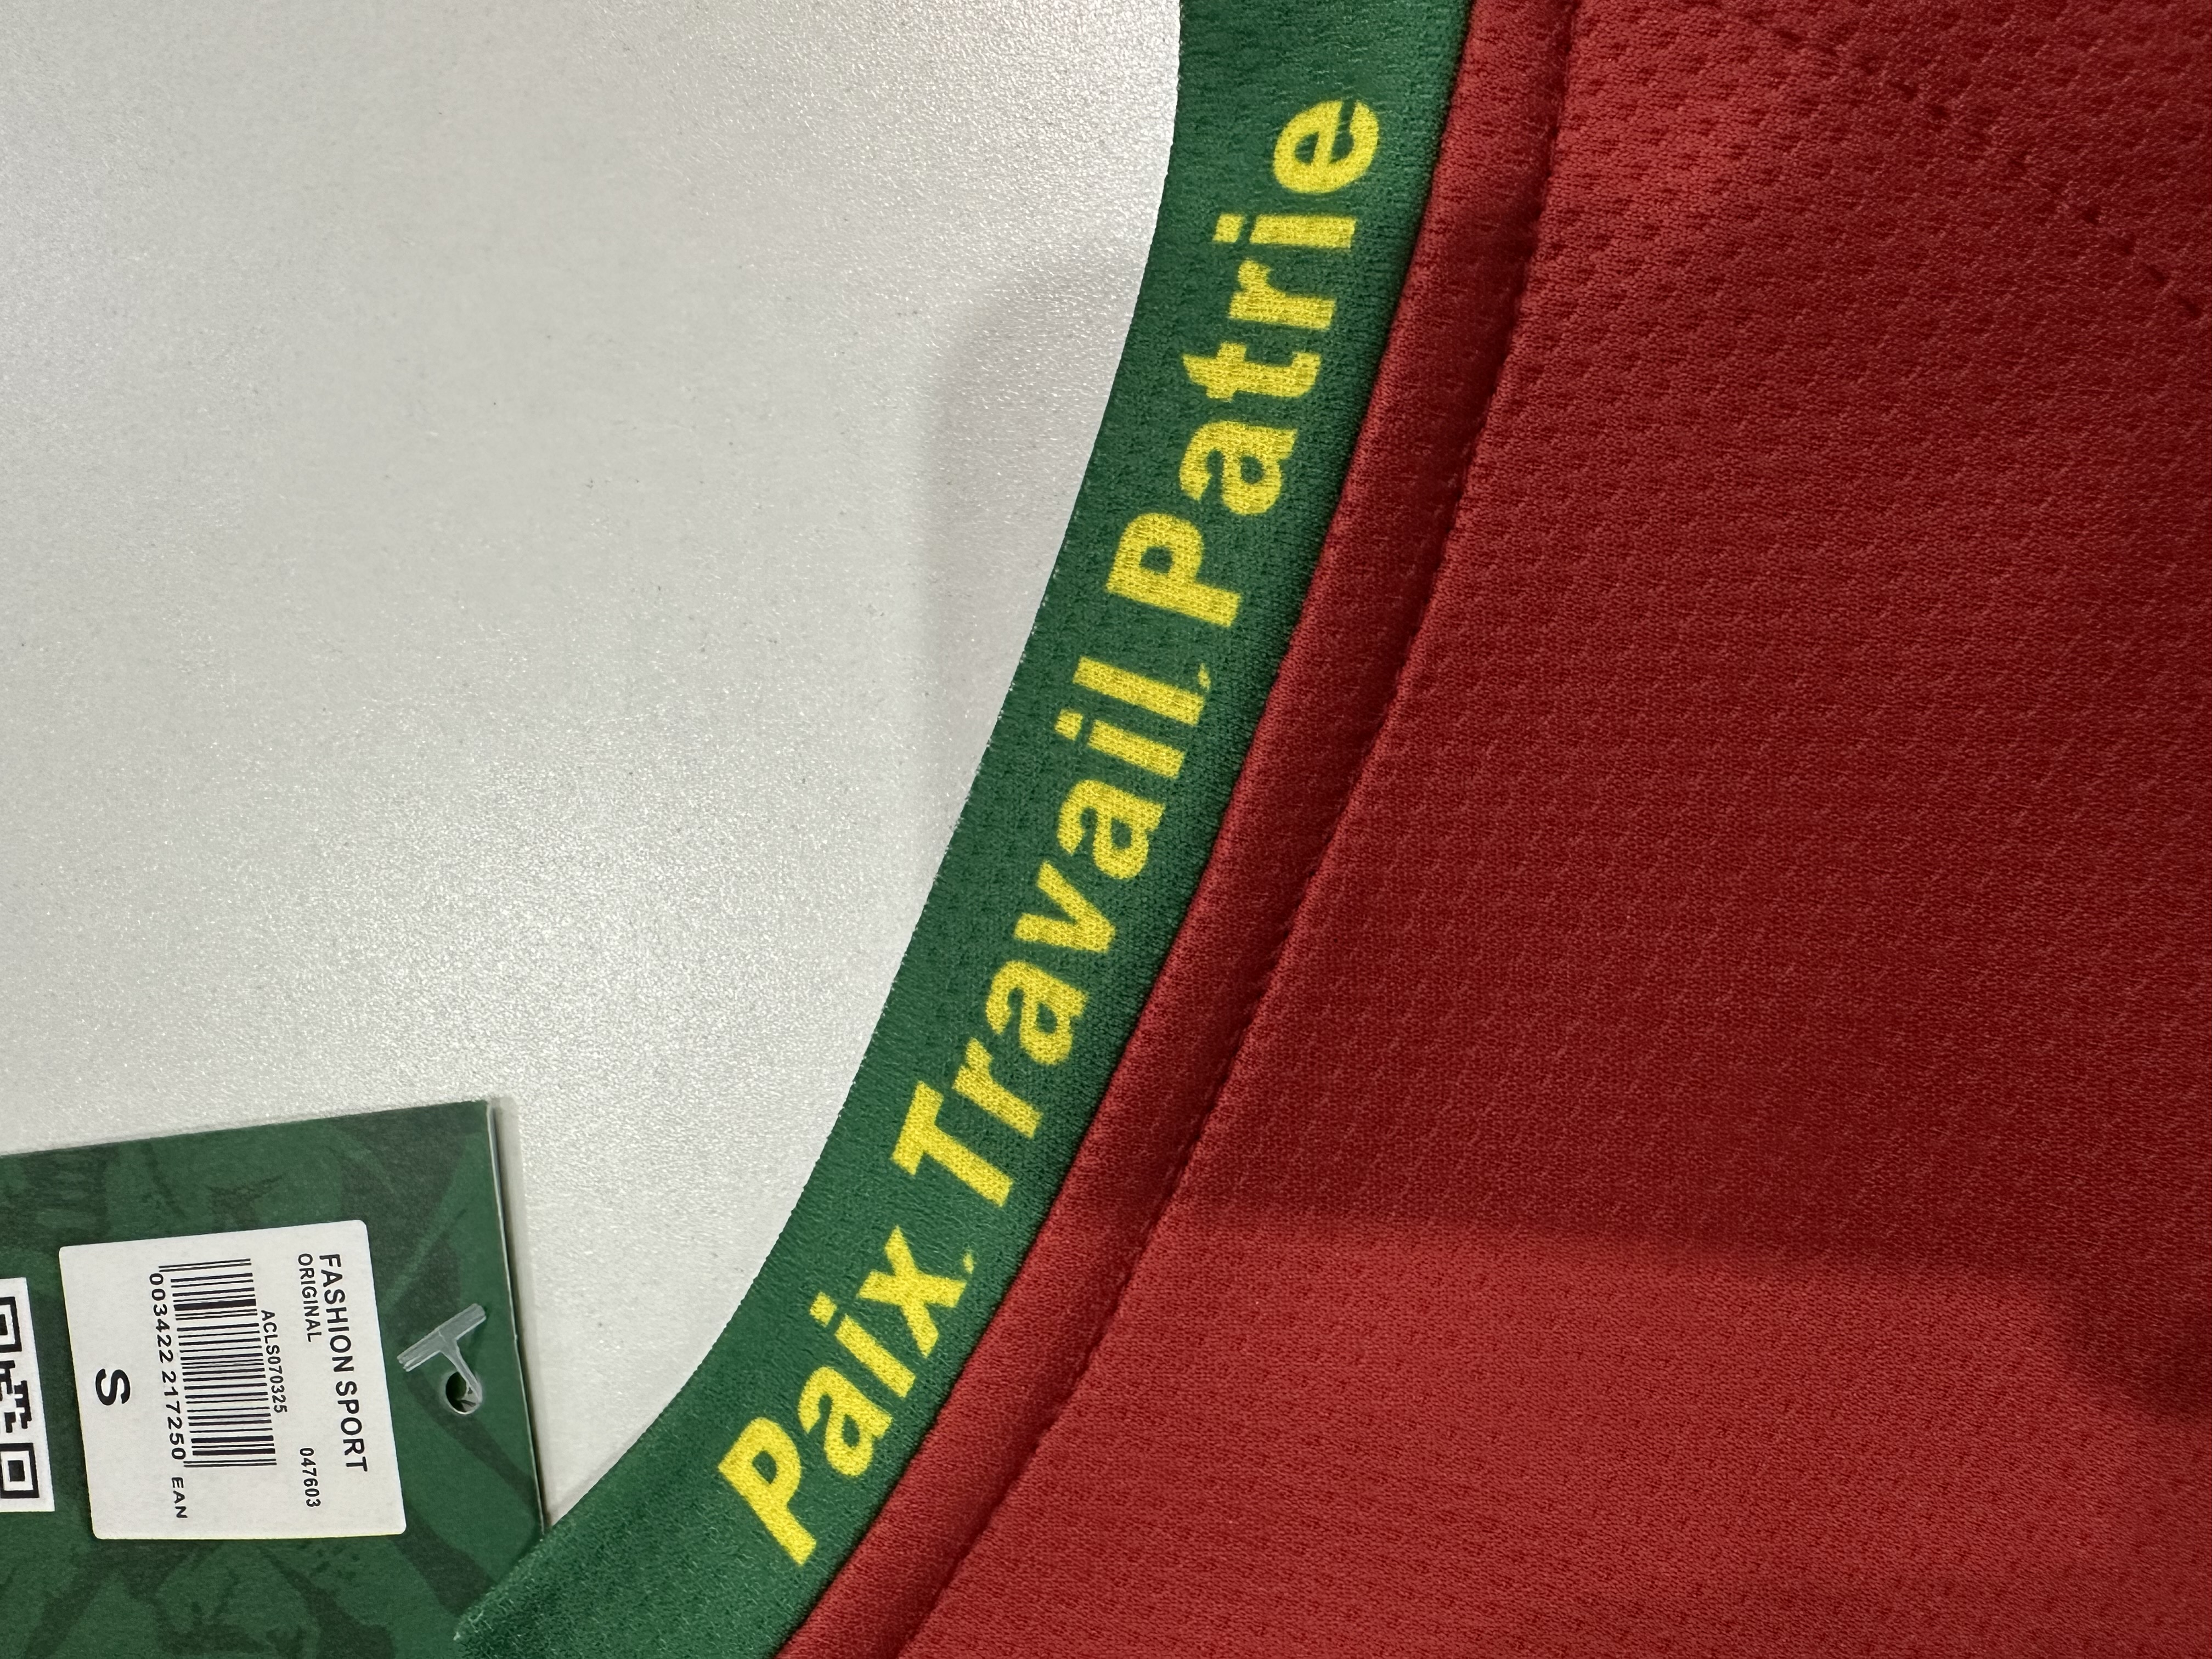 Paix, Travail, Patrie
FASHION SPORT
ORIGINAL 047603
ACLS070325
003422 217250 EAN
S